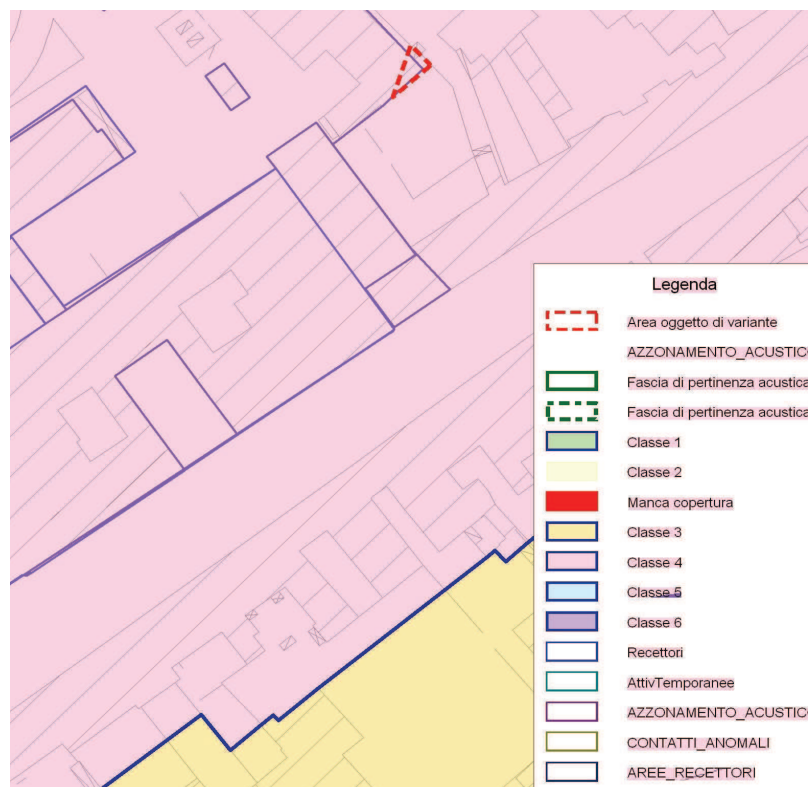 Legenda
Area oggetto di variante
AZZONAMENTO_ACUSTICO
Fascia di pertinenza acustica
Fascia di pertinenza acustica
Classe 1
Classe 2
Manca copertura
Classe 3
Classe 4
Classe 5
Classe 6
Recettori
AttivTemporanee
AZZONAMENTO_ACUSTICO
CONTATTI_ANOMALI
AREE_RECETTORI